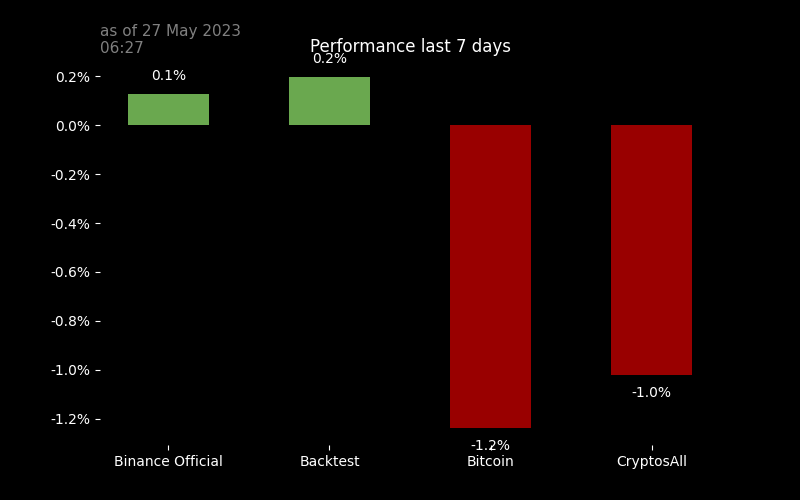 as of 27 May 2023
06:27
Performance last 7 days
0.2%
0.0%
-0.2%
-0.4%
-0.6%
-0.8%
-1.0%
-1.2%
0.1%
0.2%
-1.2%
-1.0%
Binance Official
Backtest
Bitcoin
CryptosAll